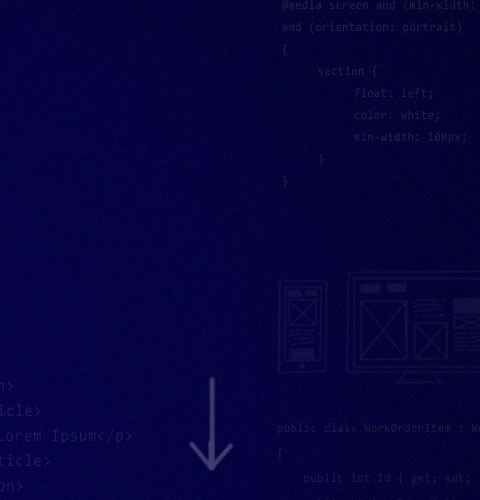 @media screen and (min-width:
and (orientation: portrait)
{
section {
float: left;
color: white;
min-width: 100px;
}
}
n>
icle>
Lorem Ipsum</p>
ticle>
on>
public class WorkOrderItem : W
{
public int Id { get; set;